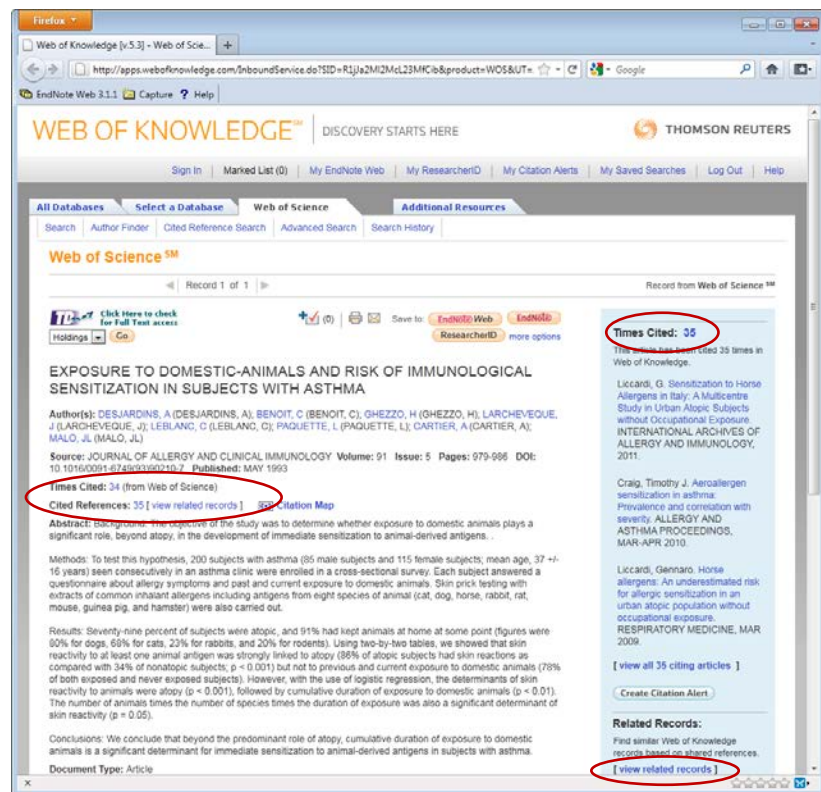 Firefox
Web of Knowledge [v.5.3] - Web of Scie...
http://apps.webofknowledge.com/InboundService.do?SID=R1jJa2MI2McL23MfCib&product=WOS&UT=
Google
EndNote Web 3.1.1 Capture ? Help
WEB OF KNOWLEDGE℠ | DISCOVERY STARTS HERE
THOMSON REUTERS
Sign In | Marked List (0) | My EndNote Web | My ResearcherID | My Citation Alerts | My Saved Searches | Log Out | Help
All Databases Select a Database Web of Science Additional Resources
Search Author Finder Cited Reference Search Advanced Search Search History
Web of Science ℠
Record 1 of 1
Record from Web of Science ℠
Click Here to check
for Full Text access
Holdings Go
(0) Save to: EndNote Web EndNote
ResearcherID more options
EXPOSURE TO DOMESTIC-ANIMALS AND RISK OF IMMUNOLOGICAL
SENSITIZATION IN SUBJECTS WITH ASTHMA
Author(s): DESJARDINS, A (DESJARDINS, A); BENOIT, C (BENOIT, C); GHEZZO, H (GHEZZO, H); LARCHEVEQUE,
J (LARCHEVEQUE, J); LEBLANC, C (LEBLANC, C); PAQUETTE, L (PAQUETTE, L); CARTIER, A (CARTIER, A);
MALO, JL (MALO, JL)
Source: JOURNAL OF ALLERGY AND CLINICAL IMMUNOLOGY Volume: 91 Issue: 5 Pages: 979-986 DOI:
10.1016/0091-6749(93)90210-7 Published: MAY 1993
Times Cited: 34 (from Web of Science)
Cited References: 35 [ view related records ] Citation Map
Abstract: Background: The objective of the study was to determine whether exposure to domestic animals plays a
significant role, beyond atopy, in the development of immediate sensitization to animal-derived antigens. .
Methods: To test this hypothesis, 200 subjects with asthma (85 male subjects and 115 female subjects; mean age, 37 +/-
16 years) seen consecutively in an asthma clinic were enrolled in a cross-sectional survey. Each subject answered a
questionnaire about allergy symptoms and past and current exposure to domestic animals. Skin prick testing with
extracts of common inhalant allergens including antigens from eight species of animal (cat, dog, horse, rabbit, rat,
mouse, guinea pig, and hamster) were also carried out.
Results: Seventy-nine percent of subjects were atopic, and 91% had kept animals at home at some point (figures were
80% for dogs, 68% for cats, 23% for rabbits, and 20% for rodents). Using two-by-two tables, we showed that skin
reactivity to at least one animal antigen was strongly linked to atopy (86% of atopic subjects had skin reactions as
compared with 34% of nonatopic subjects; p < 0.001) but not to previous and current exposure to domestic animals (78%
of both exposed and never exposed subjects). However, with the use of logistic regression, the determinants of skin
reactivity to animals were atopy (p < 0.001), followed by cumulative duration of exposure to domestic animals (p < 0.01).
The number of animals times the number of species times the duration of exposure was also a significant determinant of
skin reactivity (p = 0.05).
Conclusions: We conclude that beyond the predominant role of atopy, cumulative duration of exposure to domestic
animals is a significant determinant for immediate sensitization to animal-derived antigens in subjects with asthma.
Document Type: Article
Times Cited: 35
This article has been cited 35 times in
Web of Knowledge.
Liccardi, G. Sensitization to Horse
Allergens in Italy: A Multicentre
Study in Urban Atopic Subjects
without Occupational Exposure.
INTERNATIONAL ARCHIVES OF
ALLERGY AND IMMUNOLOGY,
2011.
Craig, Timothy J. Aeroallergen
sensitization in asthma:
Prevalence and correlation with
severity. ALLERGY AND
ASTHMA PROCEEDINGS,
MAR-APR 2010.
Liccardi, Gennaro. Horse
allergens: An underestimated risk
for allergic sensitization in an
urban atopic population without
occupational exposure.
RESPIRATORY MEDICINE, MAR
2009.
[ view all 35 citing articles ]
Create Citation Alert
Related Records:
Find similar Web of Knowledge
records based on shared references.
[ view related records ]